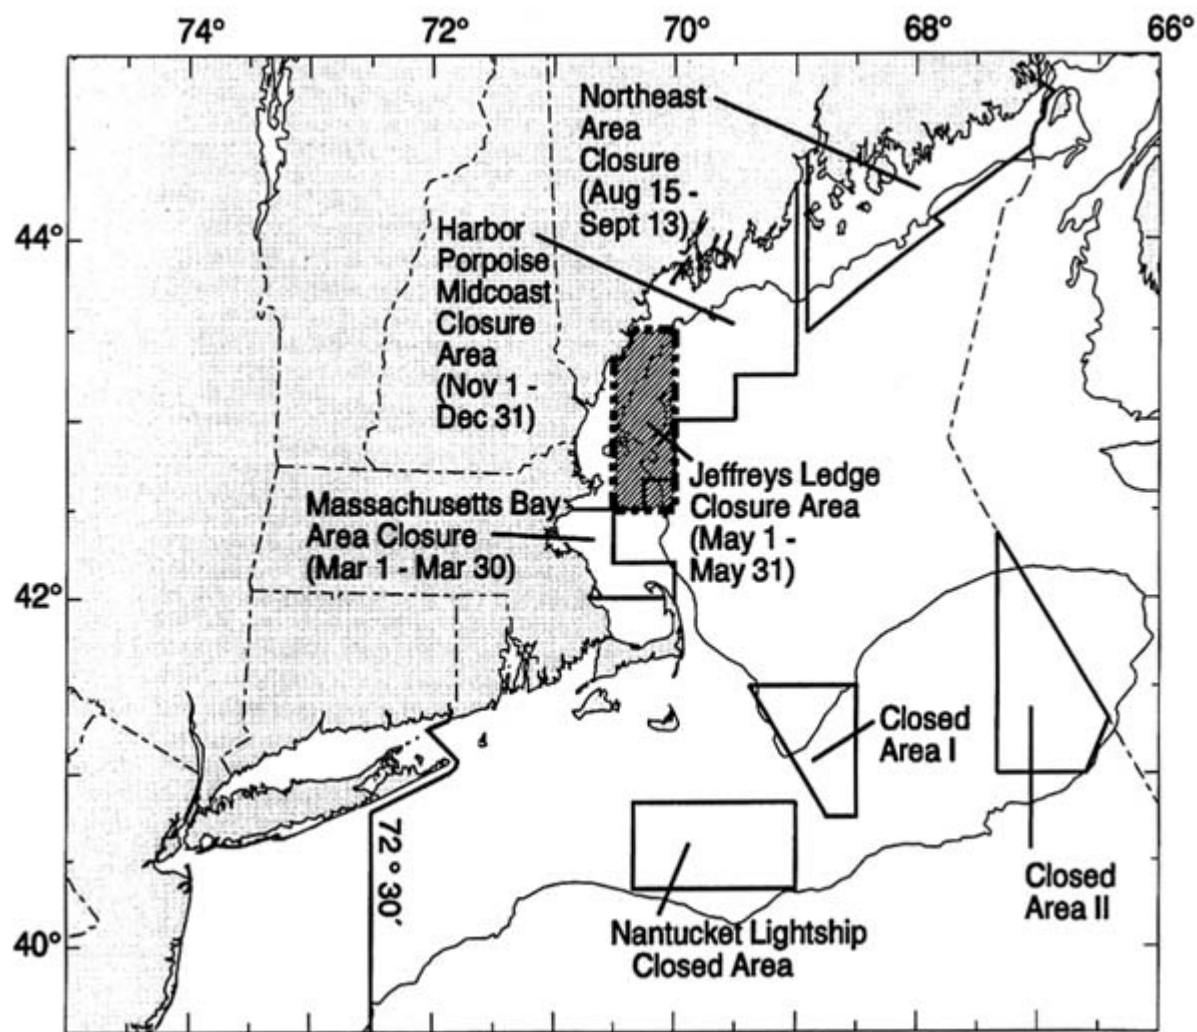 74° 72° 70° 68° 66°
44°
42°
40°
Northeast
Area
Closure
(Aug 15 -
Sept 13)
Harbor
Porpoise
Midcoast
Closure
Area
(Nov 1 -
Dec 31)
Massachusetts Bay
Area Closure
(Mar 1 - Mar 30)
Jeffreys Ledge
Closure Area
(May 1 -
May 31)
Closed
Area I
Closed
Area II
Nantucket Lightship
Closed Area
72 ° 30′